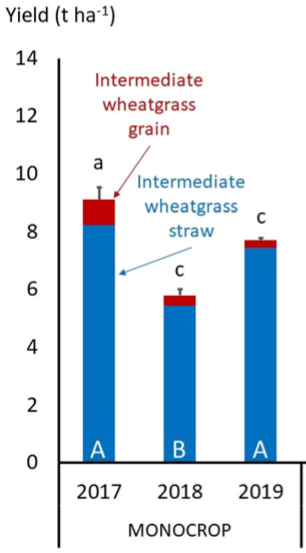 Yield (t ha⁻¹)
14
Intermediate
wheatgrass
grain
12
10
a
Intermediate
wheatgrass
straw
8
c
6
c
4
2
0
A B A
2017 2018 2019
MONOCROP